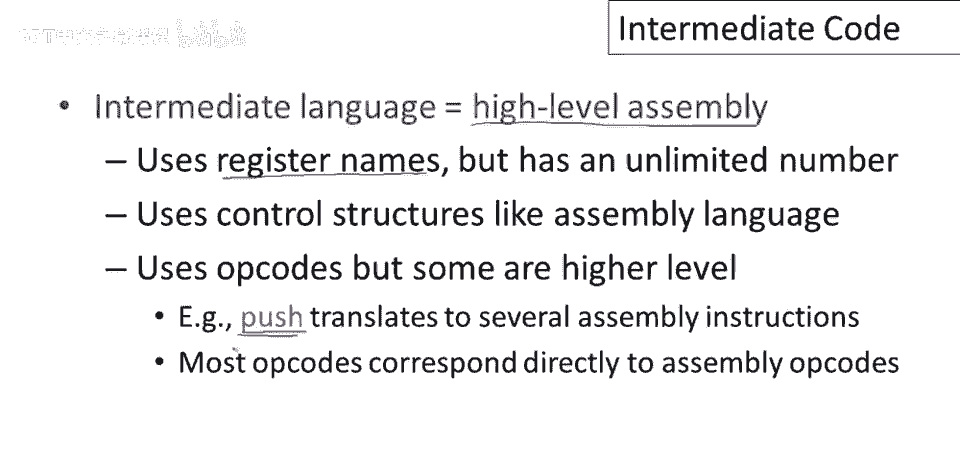 Intermediate Code
• Intermediate language = high-level assembly
– Uses register names, but has an unlimited number
– Uses control structures like assembly language
– Uses opcodes but some are higher level
• E.g., push translates to several assembly instructions
• Most opcodes correspond directly to assembly opcodes